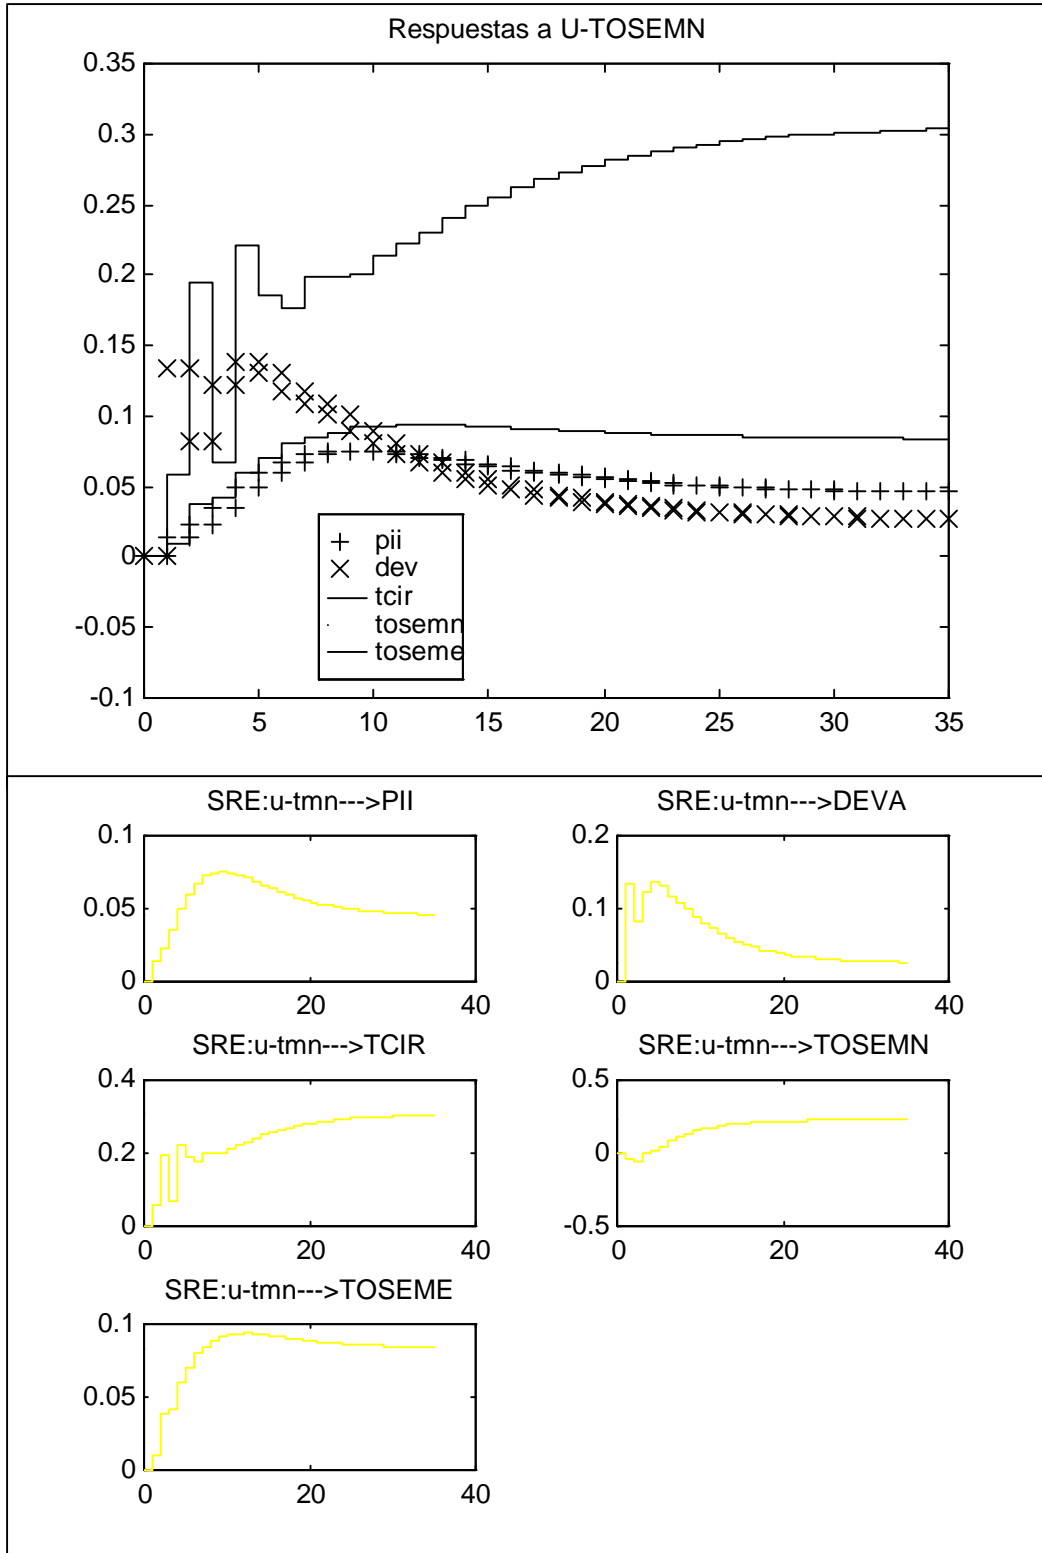 Respuestas a U-TOSEMN
0.35
0.3
0.25
0.2
0.15
0.1
0.05
0
-0.05
-0.1
0 5 10 15 20 25 30 35
pii
dev
tcir
tosemn
toseme
SRE:u-tmn--->PII
0.1
0.05
0
0 20 40
SRE:u-tmn--->DEVA
0.2
0.1
0
0 20 40
SRE:u-tmn--->TCIR
0.4
0.2
0
0 20 40
SRE:u-tmn--->TOSEMN
0.5
0
-0.5
0 20 40
SRE:u-tmn--->TOSEME
0.1
0.05
0
0 20 40